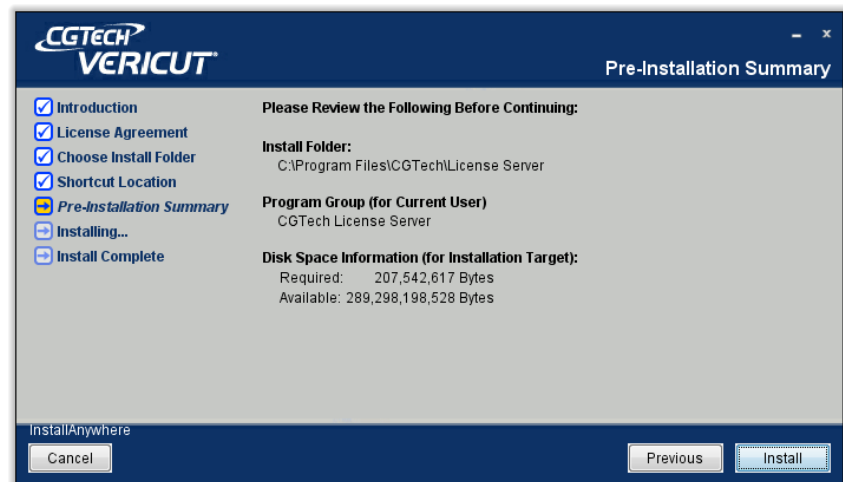 CGTECH
VERICUT
Pre-Installation Summary
Introduction
License Agreement
Choose Install Folder
Shortcut Location
Pre-Installation Summary
Installing...
Install Complete
Please Review the Following Before Continuing:
Install Folder:
C:\Program Files\CGTech\License Server
Program Group (for Current User)
CGTech License Server
Disk Space Information (for Installation Target):
Required: 207,542,617 Bytes
Available: 289,298,198,528 Bytes
InstallAnywhere
Cancel
Previous
Install